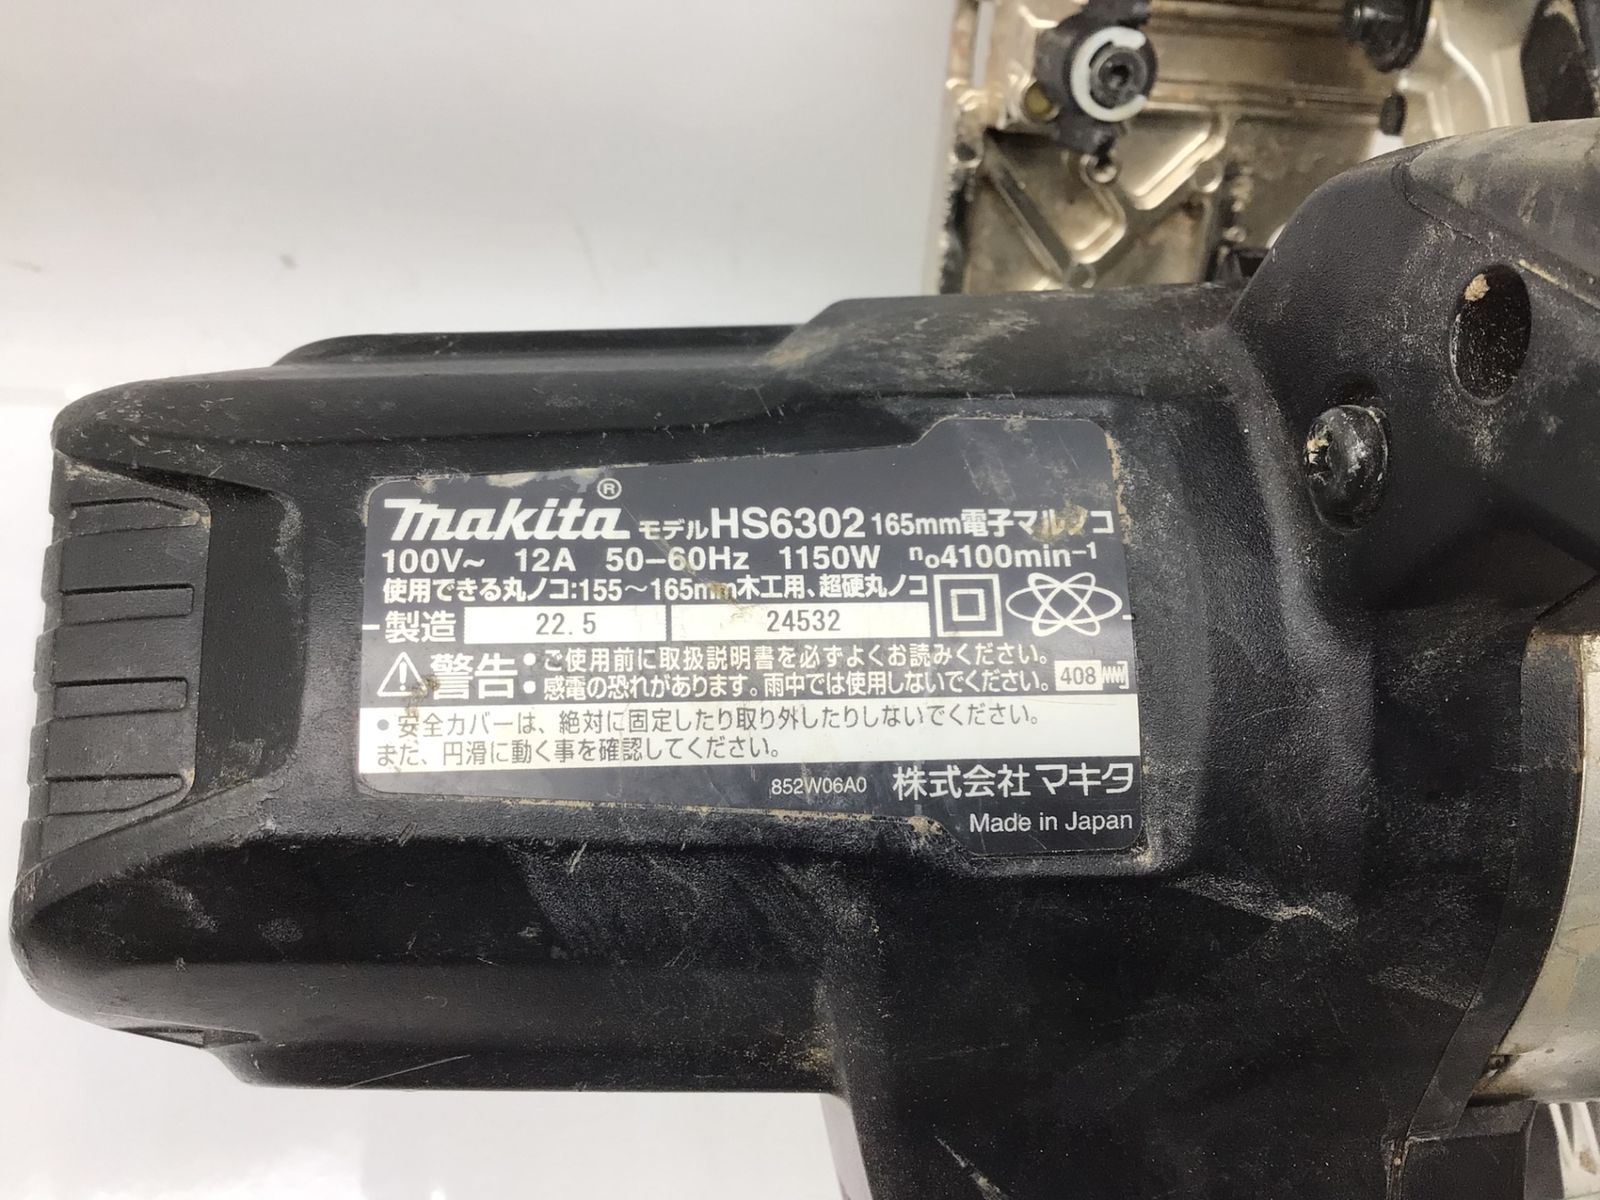 makita® モデルHS6302 165mm電子マルノコ
100V~ 12A 50-60Hz 1150W no4100min-1
使用できる丸ノコ:155~165mm木工用、超硬丸ノコ
製造 22.5 24532
警告 • ご使用前に取扱説明書を必ずよくお読みください。
• 感電の恐れがあります。雨中では使用しないでください。 408
• 安全カバーは、絶対に固定したり取り外したりしないでください。
また、円滑に動く事を確認してください。
852W06A0 株式会社マキタ
Made in Japan